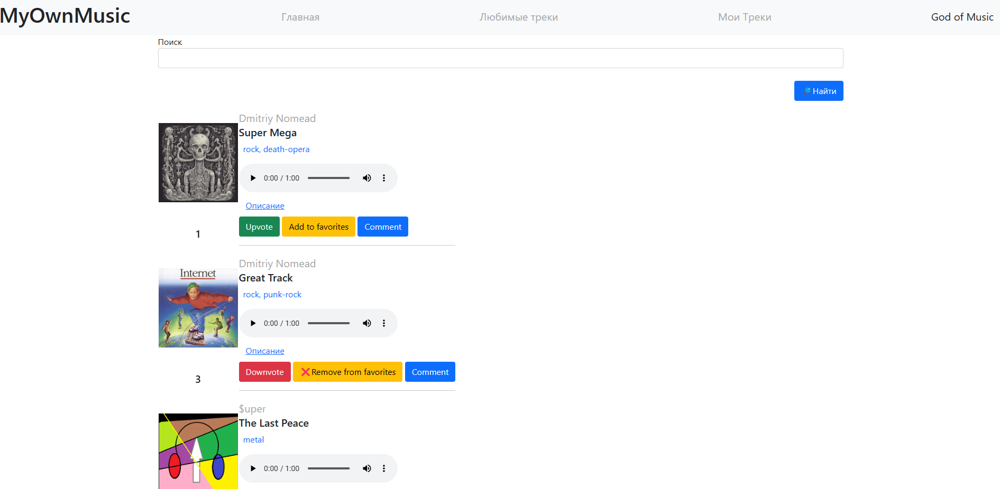 MyOwnMusic Главная Любимые треки Мои Треки God of Music
Поиск
Найти
Dmitriy Nomead
Super Mega
rock, death-opera
0:00 / 1:00
Описание
Upvote Add to favorites Comment
1
Dmitriy Nomead
Internet
Great Track
rock, punk-rock
0:00 / 1:00
Описание
Downvote ❌Remove from favorites Comment
3
$uper
The Last Peace
metal
0:00 / 1:00